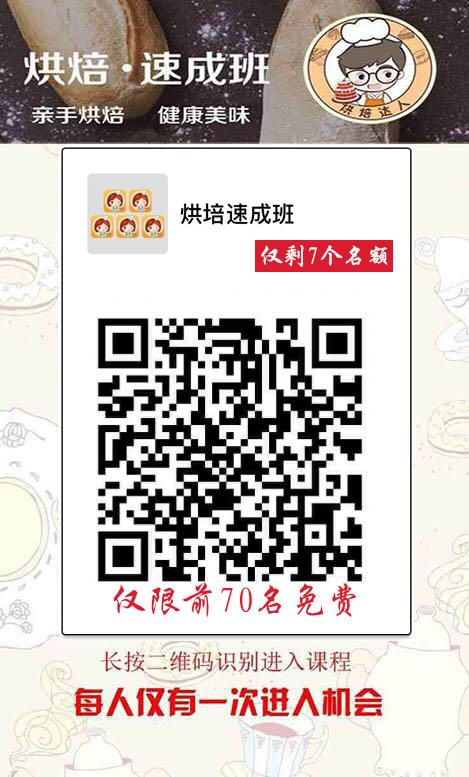 烘焙·速成班
亲手烘焙 健康美味
烘焙达人
烘培速成班
仅剩7个名额
仅限前70名免费
长按二维码识别进入课程
每人仅有一次进入机会